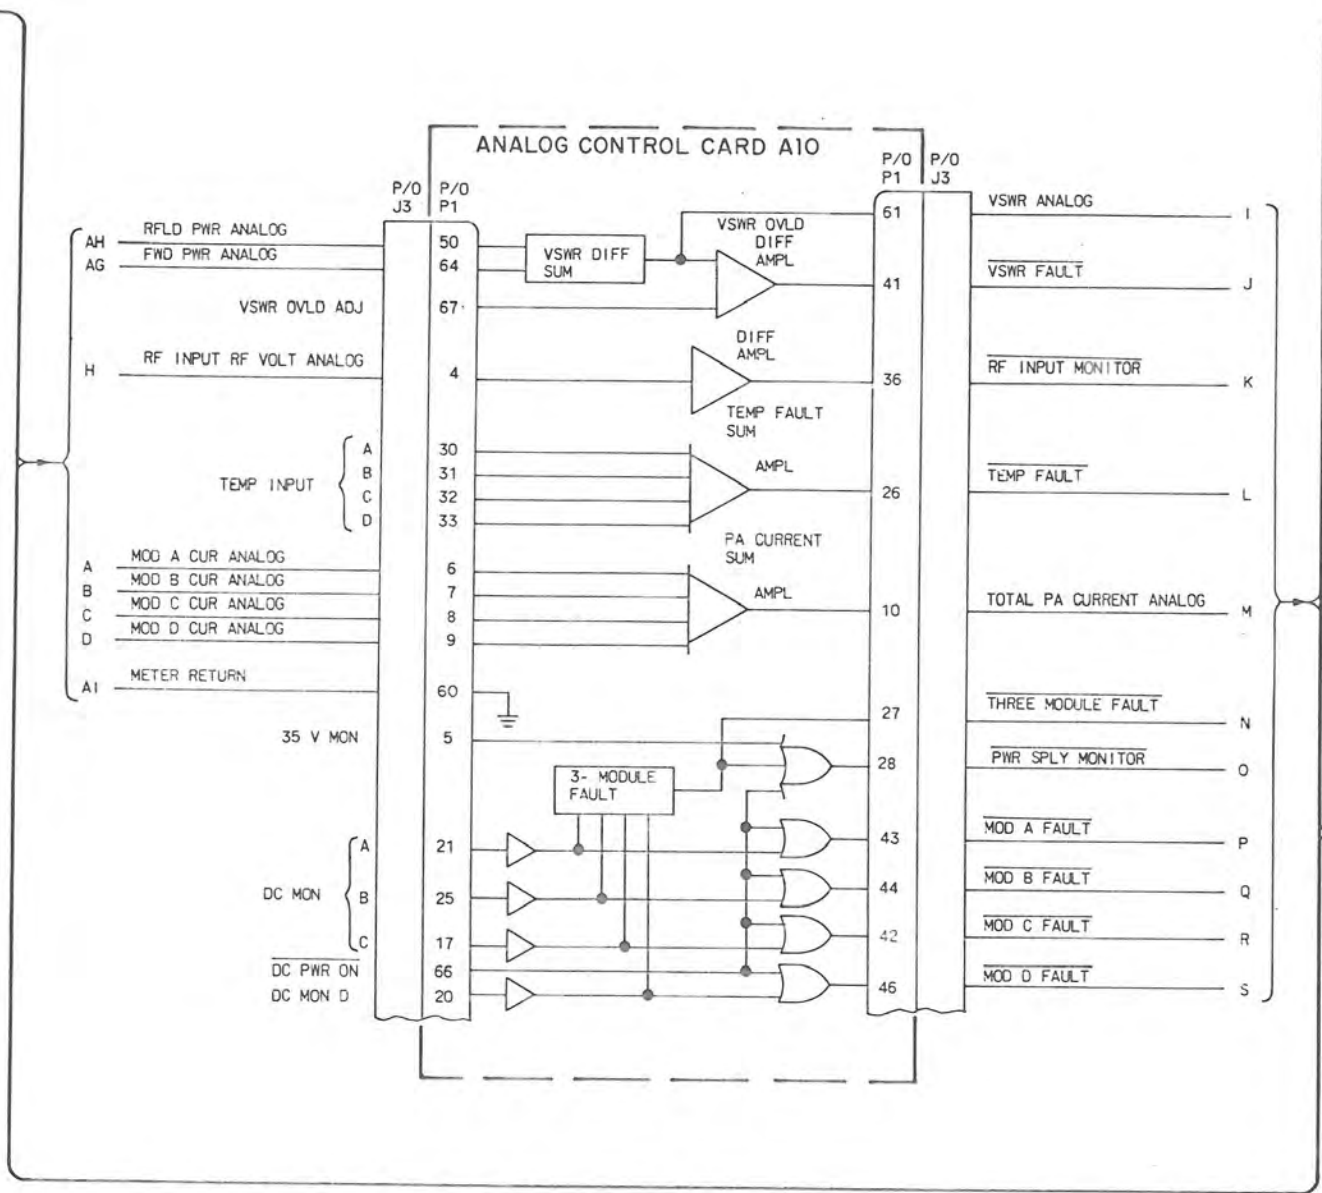 ANALOG CONTROL CARD A10
P/O P/O
J3 P1
P/O P/O
P1 J3
AH RFLD PWR ANALOG 50
AG FWD PWR ANALOG 64
VSWR OVLD ADJ 67
VSWR DIFF
SUM
VSWR OVLD
DIFF
AMPL
61 VSWR ANALOG I
41 VSWR FAULT J
H RF INPUT RF VOLT ANALOG 4
DIFF
AMPL
36 RF INPUT MONITOR K
TEMP INPUT
A 30
B 31
C 32
D 33
TEMP FAULT
SUM
AMPL
26 TEMP FAULT L
A MOD A CUR ANALOG 6
B MOD B CUR ANALOG 7
C MOD C CUR ANALOG 8
D MOD D CUR ANALOG 9
PA CURRENT
SUM
AMPL
10 TOTAL PA CURRENT ANALOG M
AI METER RETURN 60
35 V MON 5
3- MODULE
FAULT
27 THREE MODULE FAULT N
28 PWR SPLY MONITOR O
DC MON
A 21
B 25
C 17
DC PWR ON 66
DC MON D 20
43 MOD A FAULT P
44 MOD B FAULT Q
42 MOD C FAULT R
46 MOD D FAULT S